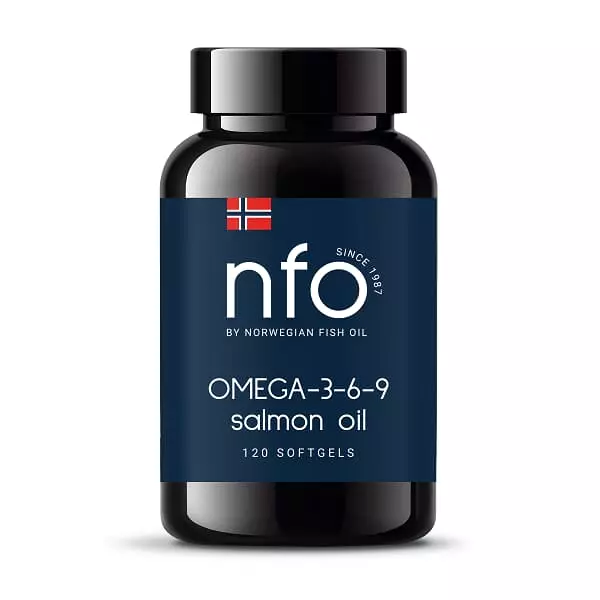 SINCE 1987
nfo
BY NORWEGIAN FISH OIL
OMEGA-3-6-9
salmon oil
120 SOFTGELS